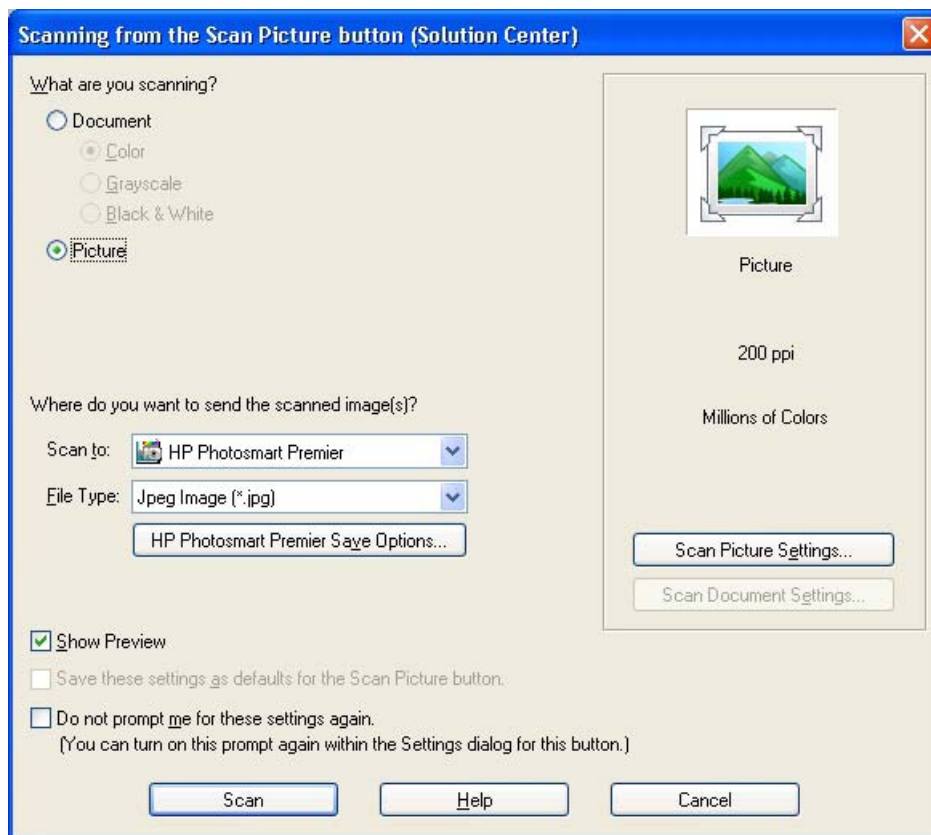 Scanning from the Scan Picture button (Solution Center)
What are you scanning?
Document
Color
Grayscale
Black & White
Picture
Where do you want to send the scanned image(s)?
Scan to: HP Photosmart Premier
File Type: Jpeg Image (*.jpg)
HP Photosmart Premier Save Options...
Picture
200 ppi
Millions of Colors
Scan Picture Settings...
Scan Document Settings...
Show Preview
Save these settings as defaults for the Scan Picture button.
Do not prompt me for these settings again.
(You can turn on this prompt again within the Settings dialog for this button.)
Scan Help Cancel